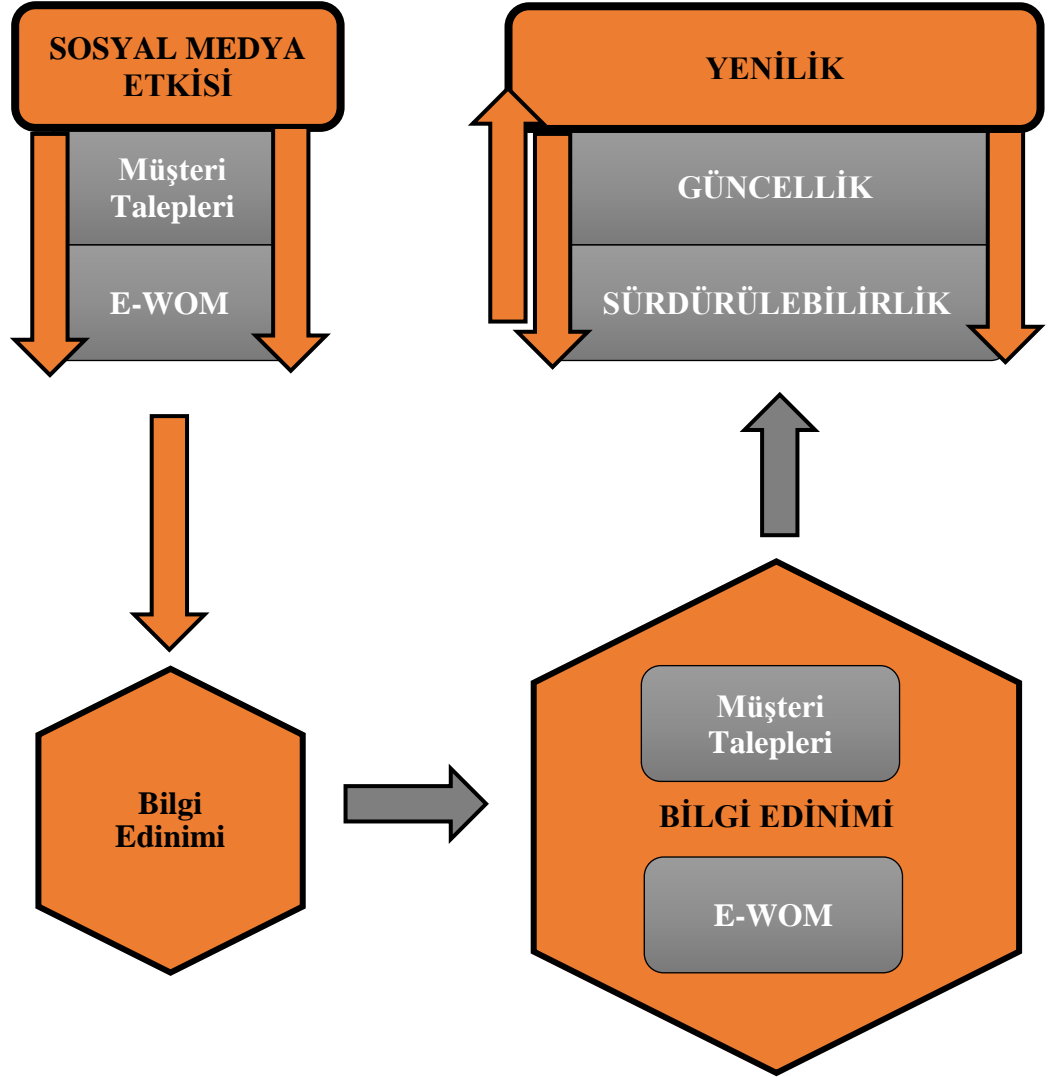 SOSYAL MEDYA
ETKİSİ
Müşteri
Talepleri
E-WOM
YENİLİK
GÜNCELLİK
SÜRDÜRÜLEBİLİRLİK
Bilgi
Edinimi
Müşteri
Talepleri
BİLGİ EDİNİMİ
E-WOM